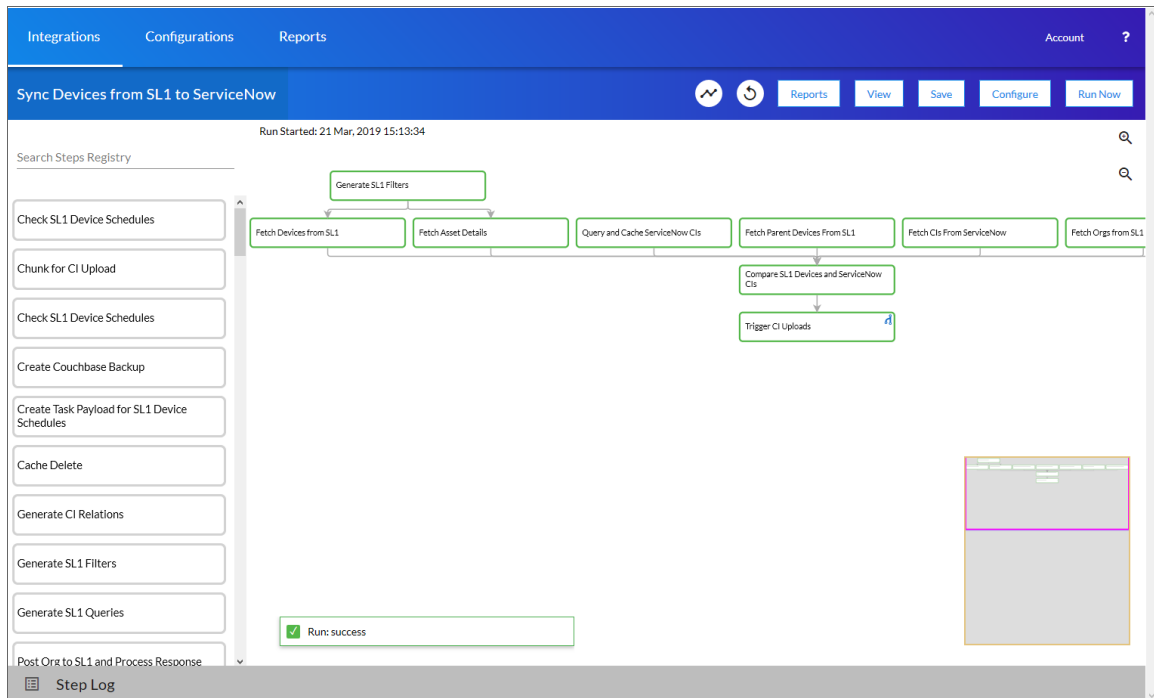 Integrations
Configurations
Reports
Account
?
Sync Devices from SL1 to ServiceNow
Reports
View
Save
Configure
Run Now
Run Started: 21 Mar, 2019 15:13:34
Search Steps Registry
Check SL1 Device Schedules
Chunk for CI Upload
Check SL1 Device Schedules
Create Couchbase Backup
Create Task Payload for SL1 Device
Schedules
Cache Delete
Generate CI Relations
Generate SL1 Filters
Generate SL1 Queries
Post Org to SL1 and Process Response
Generate SL1 Filters
Fetch Devices from SL1
Fetch Asset Details
Query and Cache ServiceNow CIs
Fetch Parent Devices From SL1
Fetch CIs From ServiceNow
Fetch Orgs from SL1
Compare SL1 Devices and ServiceNow
CIs
Trigger CI Uploads
Run: success
Step Log